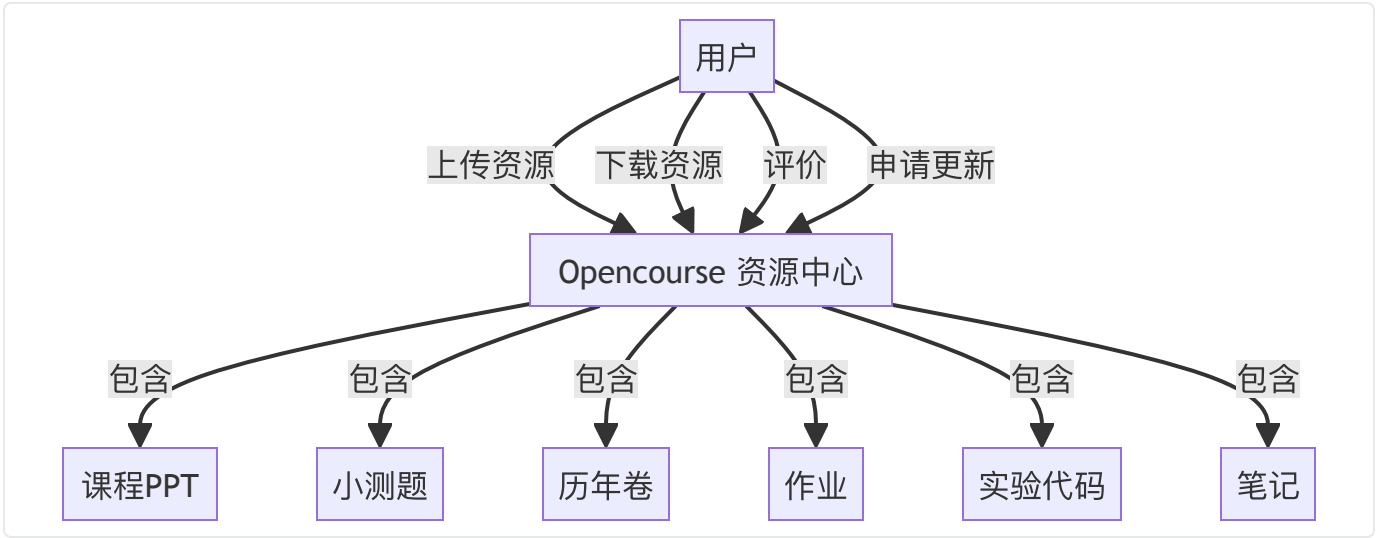 用户
上传资源
下载资源
评价
申请更新
Opencourse 资源中心
包含
包含
包含
包含
包含
包含
课程PPT
小测题
历年卷
作业
实验代码
笔记